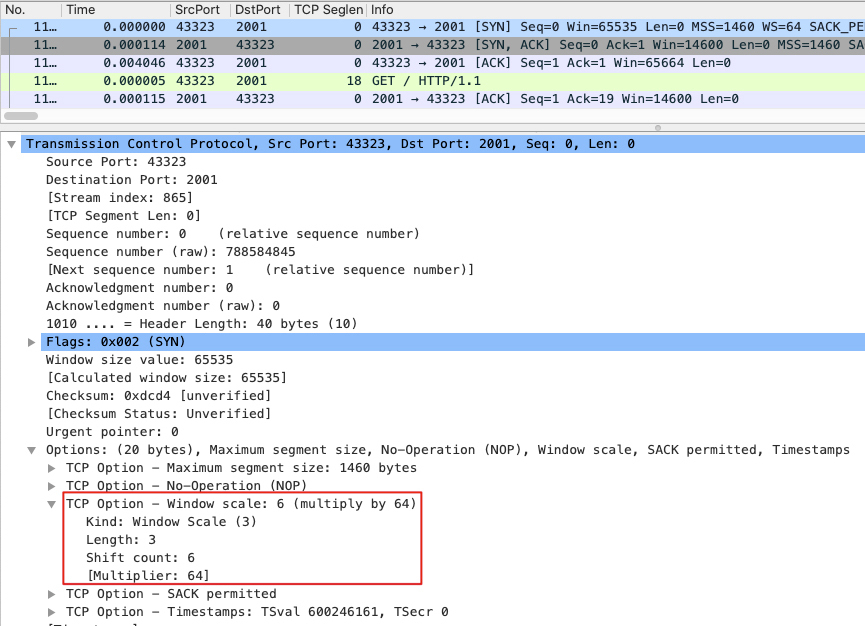 No. Time SrcPort DstPort TCP Seglen Info
11… 0.000000 43323 2001 0 43323 → 2001 [SYN] Seq=0 Win=65535 Len=0 MSS=1460 WS=64 SACK_PE
11… 0.000114 2001 43323 0 2001 → 43323 [SYN, ACK] Seq=0 Ack=1 Win=14600 Len=0 MSS=1460 SA
11… 0.004046 43323 2001 0 43323 → 2001 [ACK] Seq=1 Ack=1 Win=65664 Len=0
11… 0.000005 43323 2001 18 GET / HTTP/1.1
11… 0.000115 2001 43323 0 2001 → 43323 [ACK] Seq=1 Ack=19 Win=14600 Len=0
Transmission Control Protocol, Src Port: 43323, Dst Port: 2001, Seq: 0, Len: 0
Source Port: 43323
Destination Port: 2001
[Stream index: 865]
[TCP Segment Len: 0]
Sequence number: 0 (relative sequence number)
Sequence number (raw): 788584845
[Next sequence number: 1 (relative sequence number)]
Acknowledgment number: 0
Acknowledgment number (raw): 0
1010 .... = Header Length: 40 bytes (10)
Flags: 0x002 (SYN)
Window size value: 65535
[Calculated window size: 65535]
Checksum: 0xdcd4 [unverified]
[Checksum Status: Unverified]
Urgent pointer: 0
Options: (20 bytes), Maximum segment size, No-Operation (NOP), Window scale, SACK permitted, Timestamps
TCP Option – Maximum segment size: 1460 bytes
TCP Option – No-Operation (NOP)
TCP Option – Window scale: 6 (multiply by 64)
Kind: Window Scale (3)
Length: 3
Shift count: 6
[Multiplier: 64]
TCP Option – SACK permitted
TCP Option – Timestamps: TSval 600246161, TSecr 0